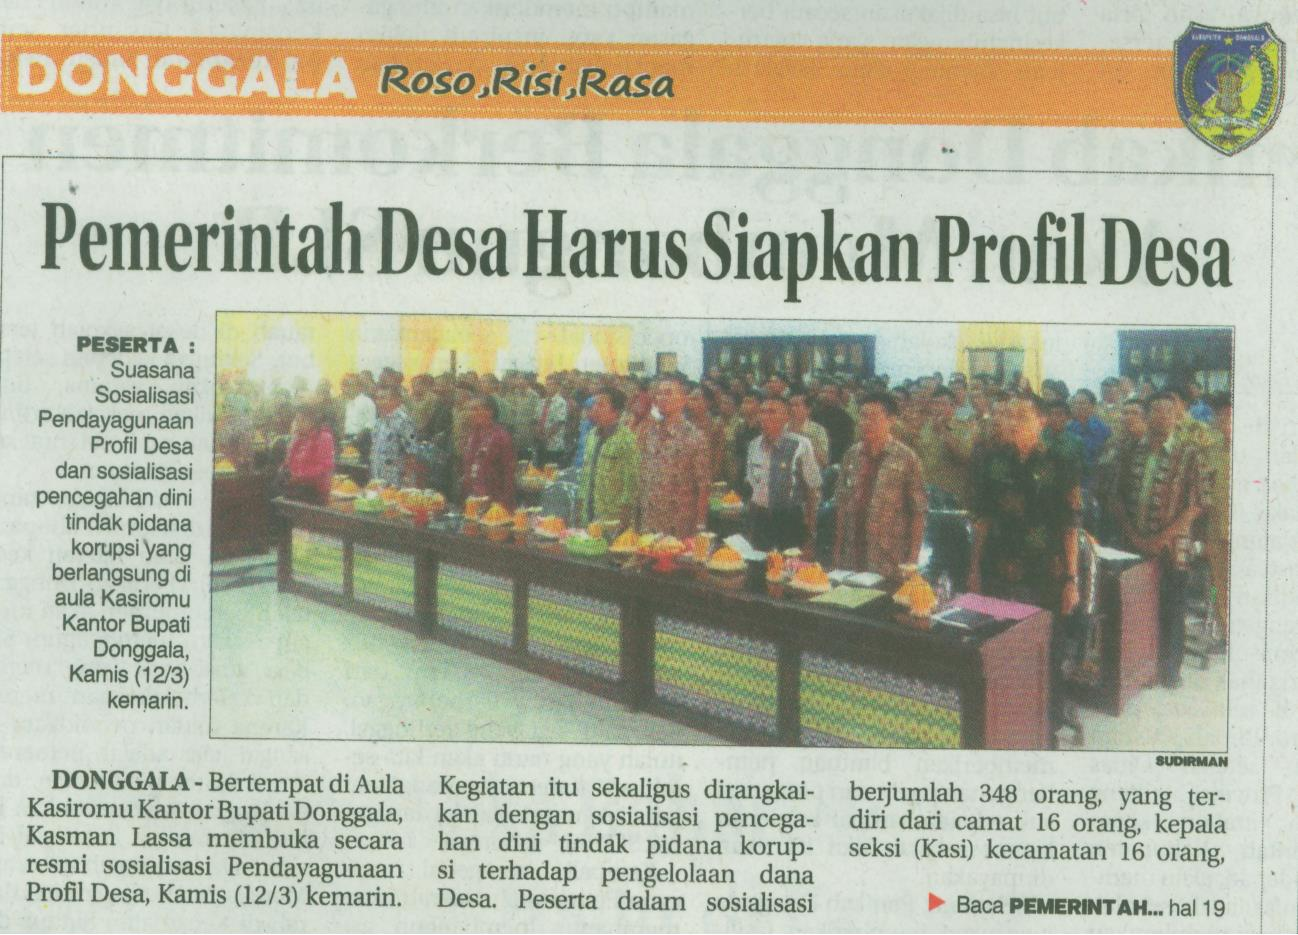 DONGGALA Roso,Risi,Rasa
KABUPATEN DONGGALA
Pemerintah Desa Harus Siapkan Profil Desa
PESERTA :
Suasana
Sosialisasi
Pendayagunaan
Profil Desa
dan sosialisasi
pencegahan dini
tindak pidana
korupsi yang
berlangsung di
aula Kasiromu
Kantor Bupati
Donggala,
Kamis (12/3)
kemarin.
SUDIRMAN
DONGGALA - Bertempat di Aula
Kasiromu Kantor Bupati Donggala,
Kasman Lassa membuka secara
resmi sosialisasi Pendayagunaan
Profil Desa, Kamis (12/3) kemarin.
Kegiatan itu sekaligus dirangkai-
kan dengan sosialisasi pencega-
han dini tindak pidana korup-
si terhadap pengelolaan dana
Desa. Peserta dalam sosialisasi
berjumlah 348 orang, yang ter-
diri dari camat 16 orang, kepala
seksi (Kasi) kecamatan 16 orang,
Baca PEMERINTAH... hal 19